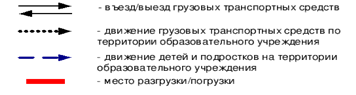 - въезд/выезд грузовых транспортных средств
- движение грузовых транспортных средств по
территории образовательного учреждения
- движение детей и подростков на территории
образовательного учреждения
- место разгрузки/погрузки